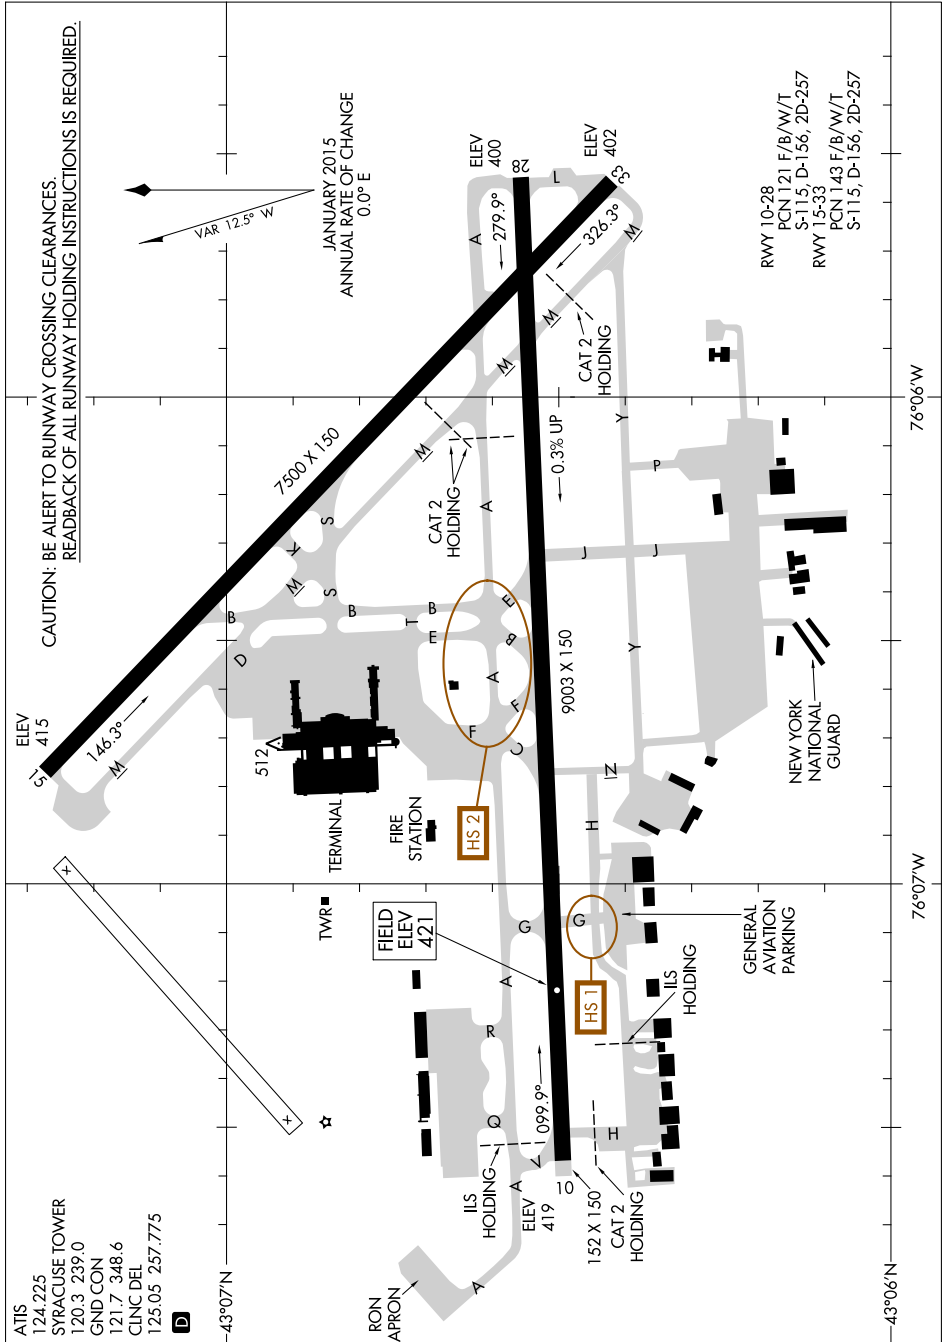 CAUTION: BE ALERT TO RUNWAY CROSSING CLEARANCES.
READBACK OF ALL RUNWAY HOLDING INSTRUCTIONS IS REQUIRED.
ATIS
124.225
SYRACUSE TOWER
120.3 239.0
GND CON
121.7 348.6
CLNC DEL
125.05 257.775
D
VAR 12.5° W
JANUARY 2015
ANNUAL RATE OF CHANGE
0.0° E
43°07'N
43°06'N
76°07'W
76°06'W
ELEV
415
15
146.3°
M
D
B
M
K
S
S
B
7500 X 150
512
TERMINAL
TWR
FIRE
STATION
FIELD
ELEV
421
HS 2
T
B
E
A
B
E
F
F
C
CAT 2
HOLDING
M
A
M
M
M
A
279.9°
ELEV
400
28
L
ELEV
402
33
326.3°
CAT 2
HOLDING
0.3% UP
9003 X 150
RON
APRON
A
A
Q
R
A
G
G
ILS
HOLDING
ELEV
419
V
10
099.9°
152 X 150
CAT 2
HOLDING
H
HS 1
ILS
HOLDING
H
N
Y
Y
J
J
P
GENERAL
AVIATION
PARKING
NEW YORK
NATIONAL
GUARD
RWY 10-28
PCN 121 F/B/W/T
S-115, D-156, 2D-257
RWY 15-33
PCN 143 F/B/W/T
S-115, D-156, 2D-257